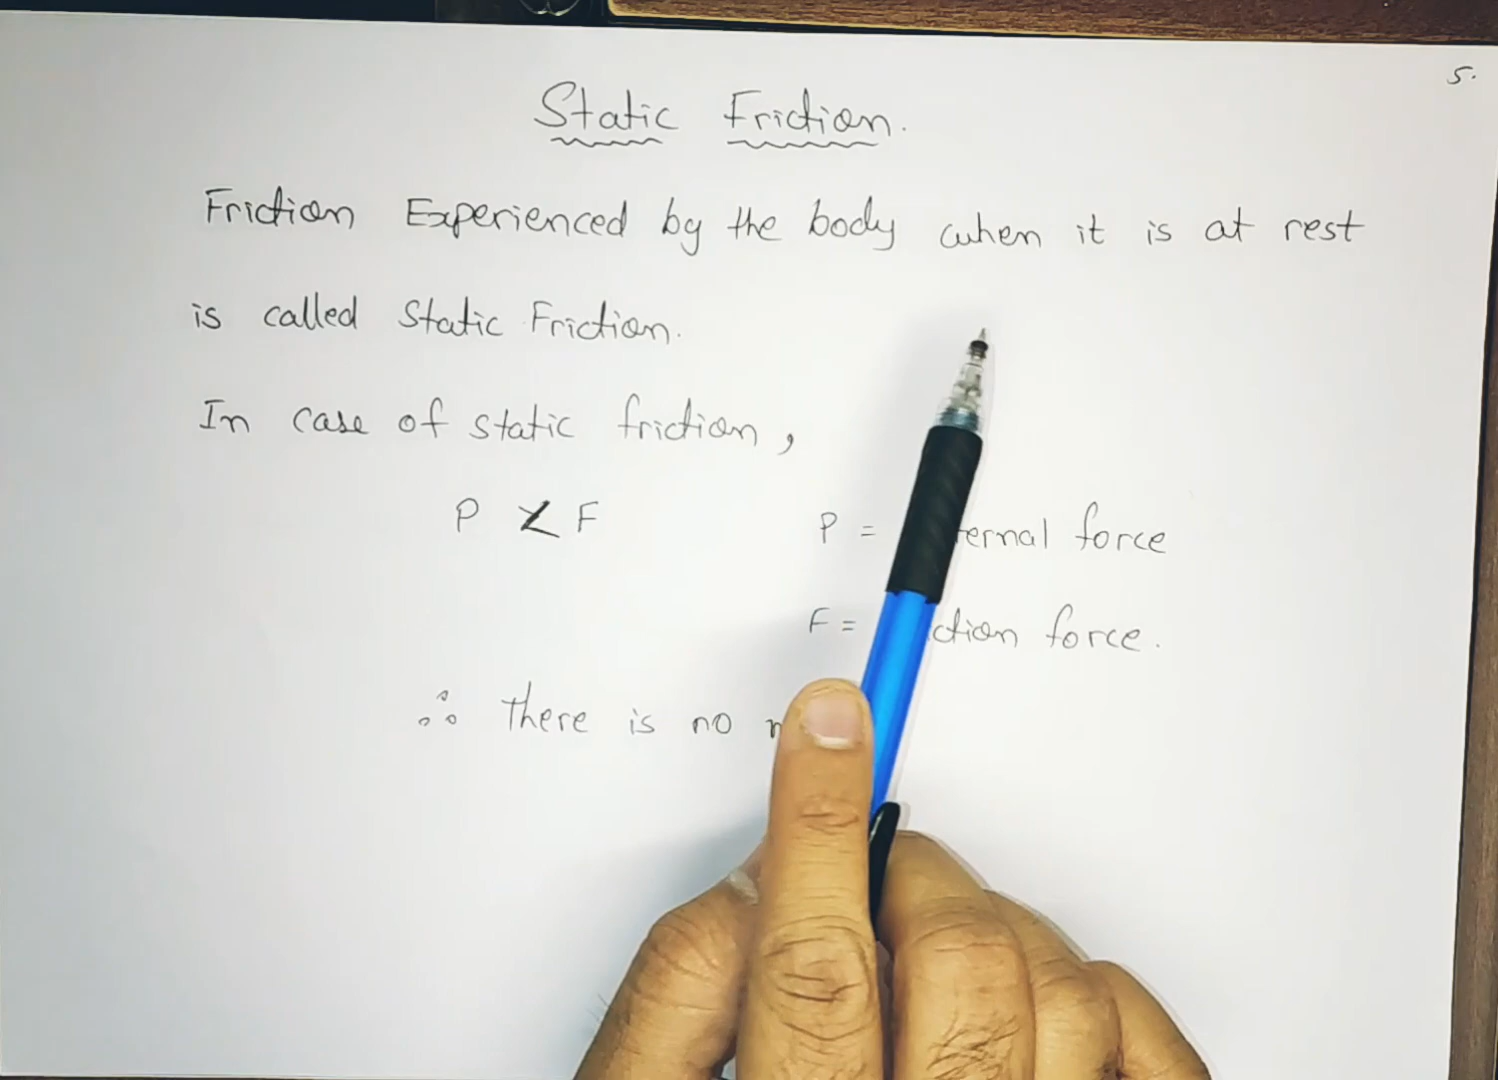 5.
Static Friction.
Friction Experienced by the body when it is at rest
is called Static Friction.
In case of static friction,
P < F
P = ernal force
F = ction force.
∴ there is no